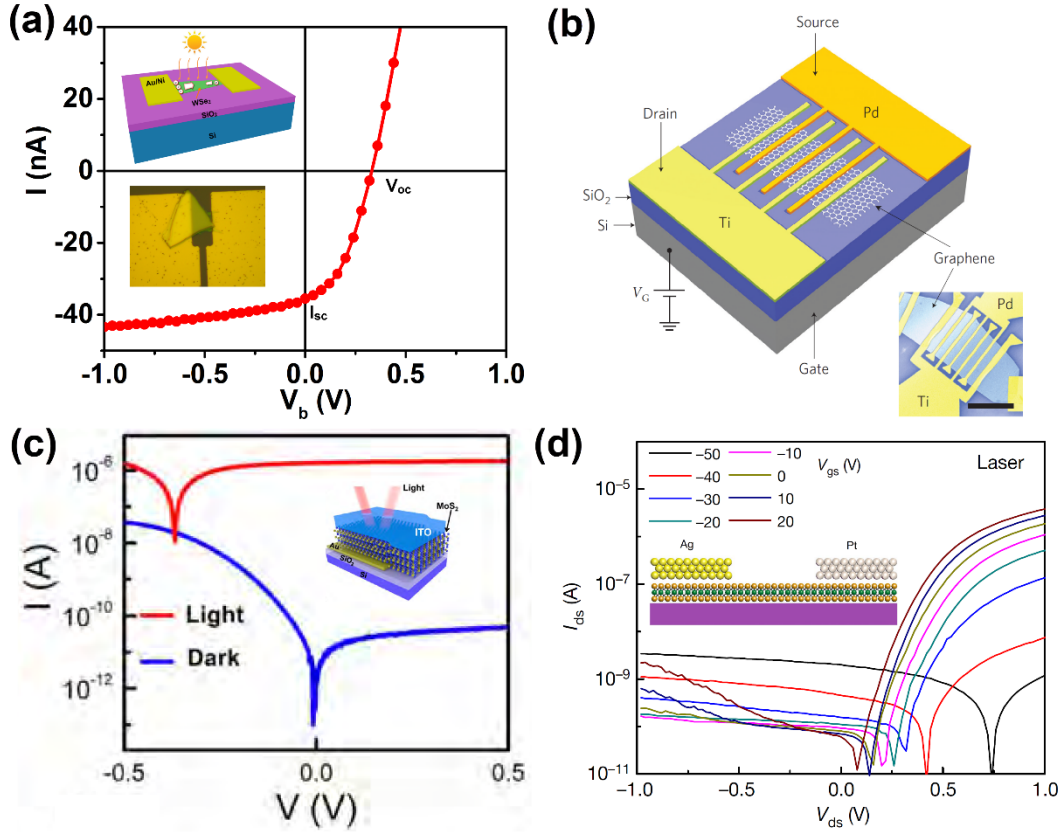 (a)
I (nA)
40
20
0
-20
-40
-1.0
-0.5
0.0
0.5
1.0
V_b (V)
V_oc
I_sc
Au/Ni
WSe₂
SiO₂
Si
(b)
Source
Drain
Pd
SiO₂
Si
Ti
Graphene
V_G
Gate
Pd
Ti
(c)
I (A)
10⁻⁶
10⁻⁸
10⁻¹⁰
10⁻¹²
Light
Dark
-0.5
0.0
0.5
V (V)
Light
MoS₂
ITO
Au
SiO₂
Si
(d)
−50
−40
−30
−20
−10
0
10
20
V_gs (V)
Laser
I_ds (A)
10⁻⁵
10⁻⁷
10⁻⁹
10⁻¹¹
Ag
Pt
−1.0
−0.5
0.0
0.5
1.0
V_ds (V)